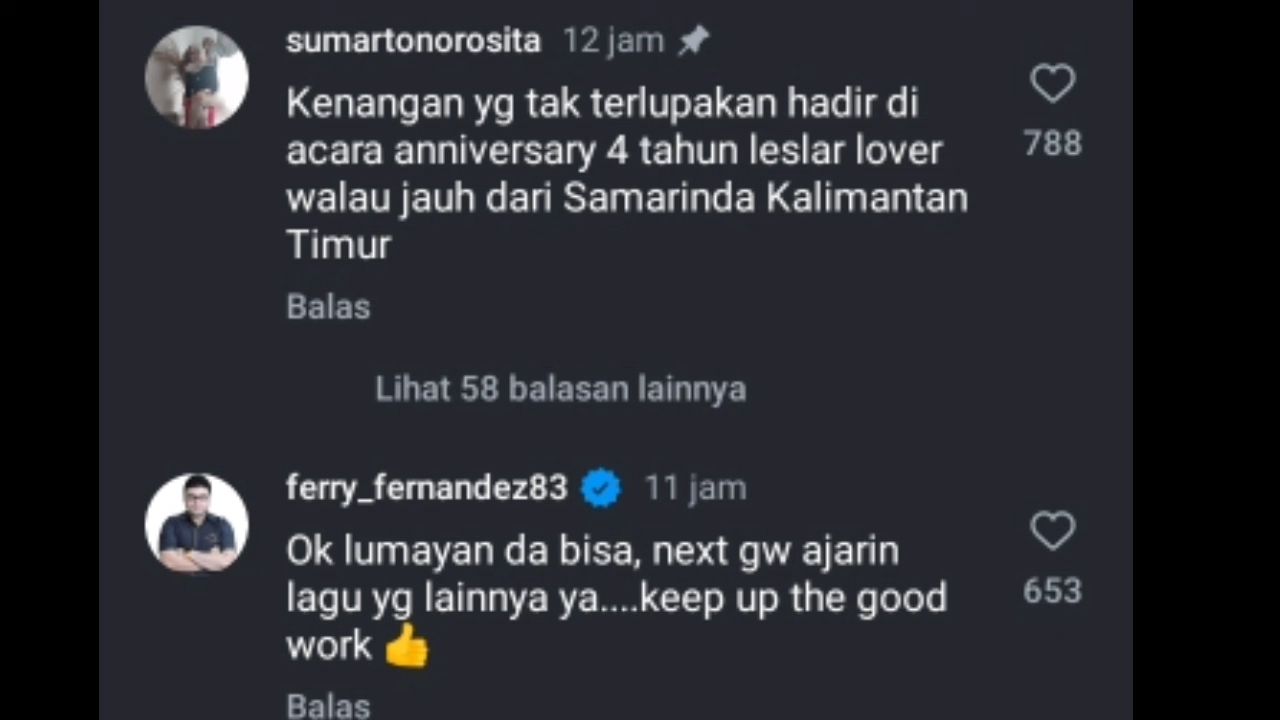 sumartonorosita 12 jam
Kenangan yg tak terlupakan hadir di
acara anniversary 4 tahun leslar lover
walau jauh dari Samarinda Kalimantan
Timur
788
Balas
Lihat 58 balasan lainnya
ferry_fernandez83 11 jam
Ok lumayan da bisa, next gw ajarin
lagu yg lainnya ya....keep up the good
work 👍
653
Balas